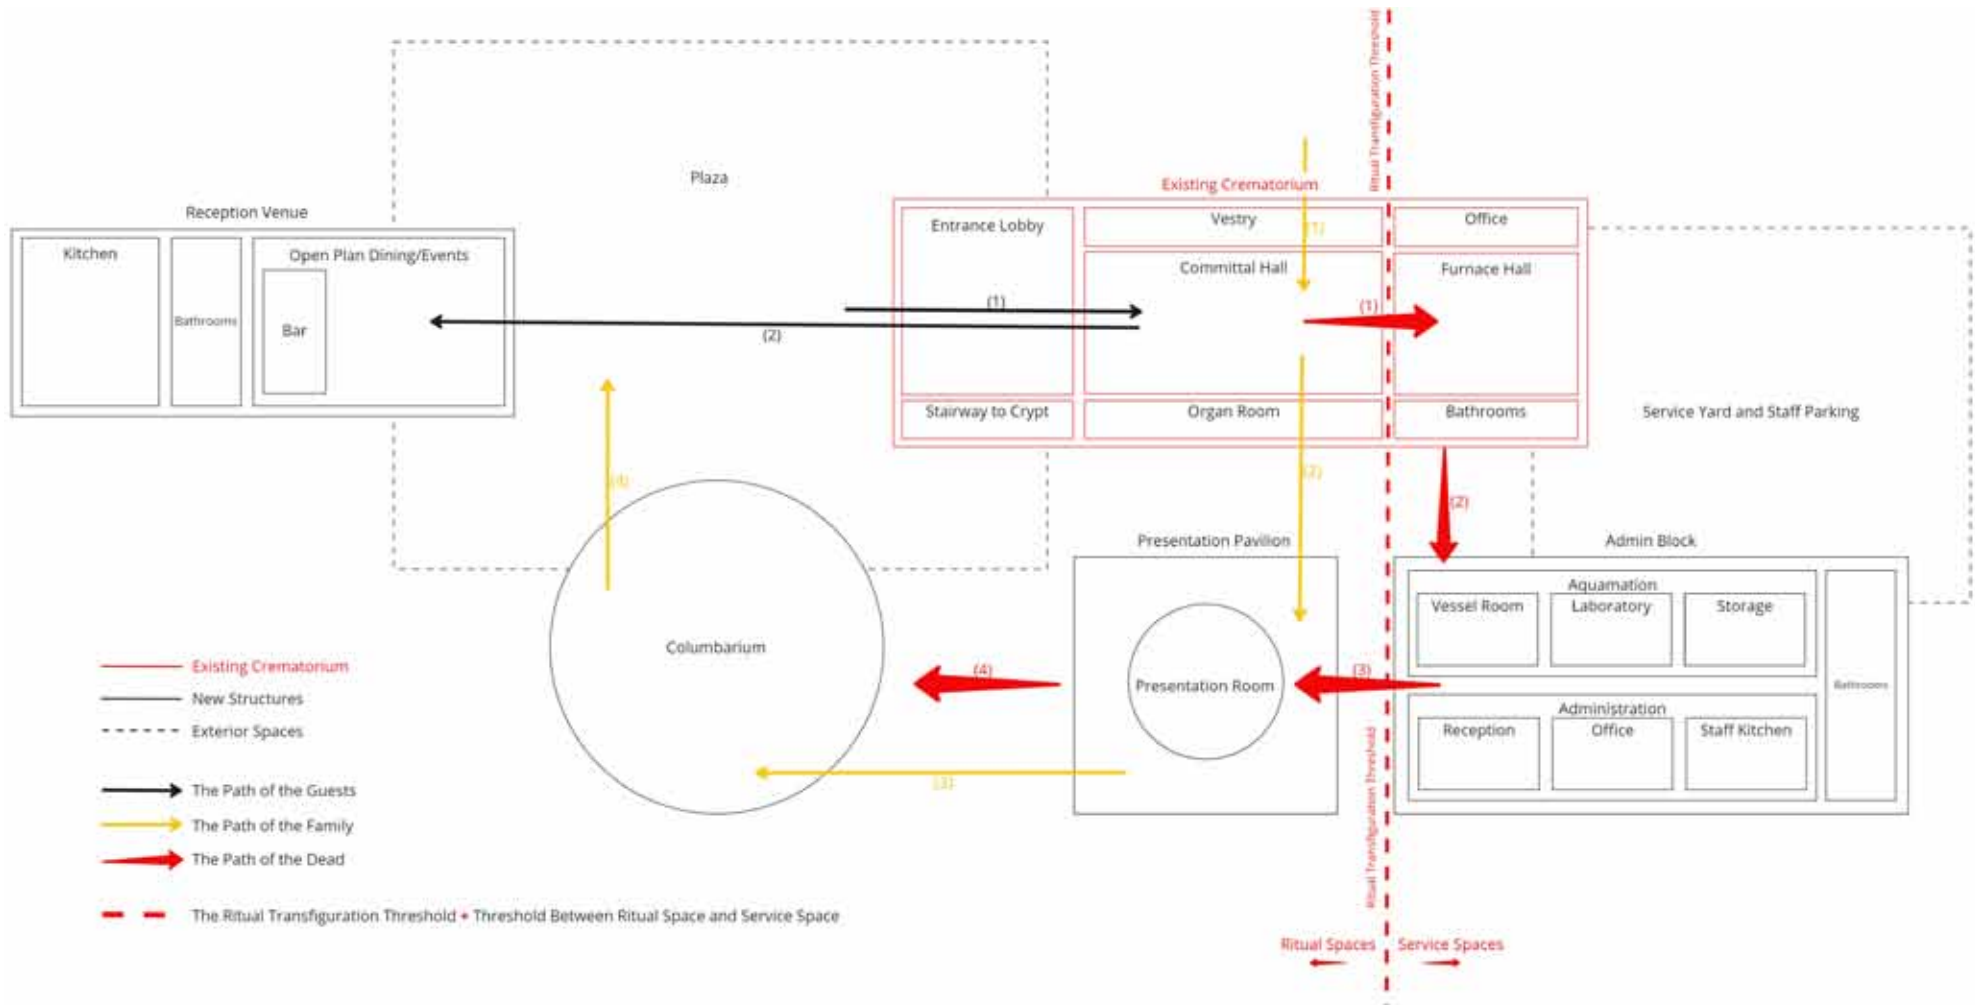 Ritual Transfiguration Threshold
Plaza
Existing Crematorium
Reception Venue
Kitchen
Bathrooms
Open Plan Dining/Events
Bar
Entrance Lobby
Vestry
(1)
Office
Committal Hall
Furnace Hall
(1)
(2)
(1)
Stairway to Crypt
Organ Room
Bathrooms
Service Yard and Staff Parking
(4)
(2)
(2)
Presentation Pavilion
Admin Block
Aquamation
Vessel Room
Laboratory
Storage
Columbarium
Presentation Room
(4)
(3)
Bathrooms
Administration
Reception
Office
Staff Kitchen
(3)
Ritual Transfiguration Threshold
Existing Crematorium
New Structures
Exterior Spaces
The Path of the Guests
The Path of the Family
The Path of the Dead
The Ritual Transfiguration Threshold + Threshold Between Ritual Space and Service Space
Ritual Spaces
Service Spaces